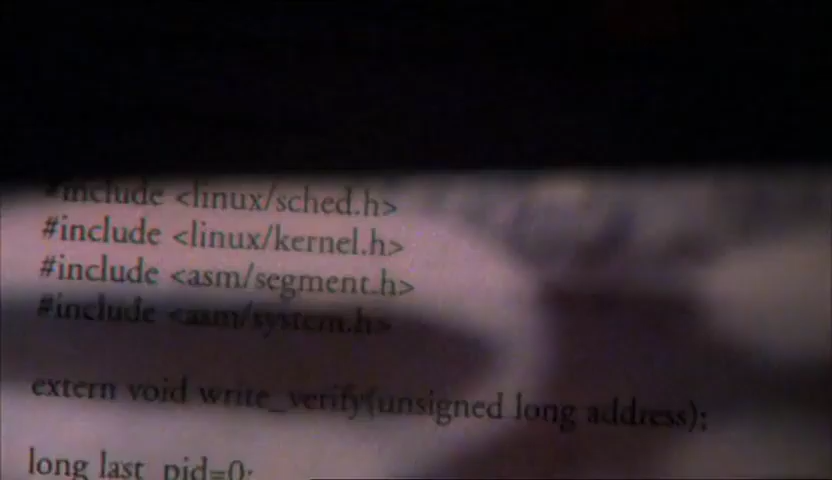 #include <linux/sched.h>
#include <linux/kernel.h>
#include <asm/segment.h>
#include <asm/system.h>
extern void write_verify(unsigned long address);
long last_pid=0;